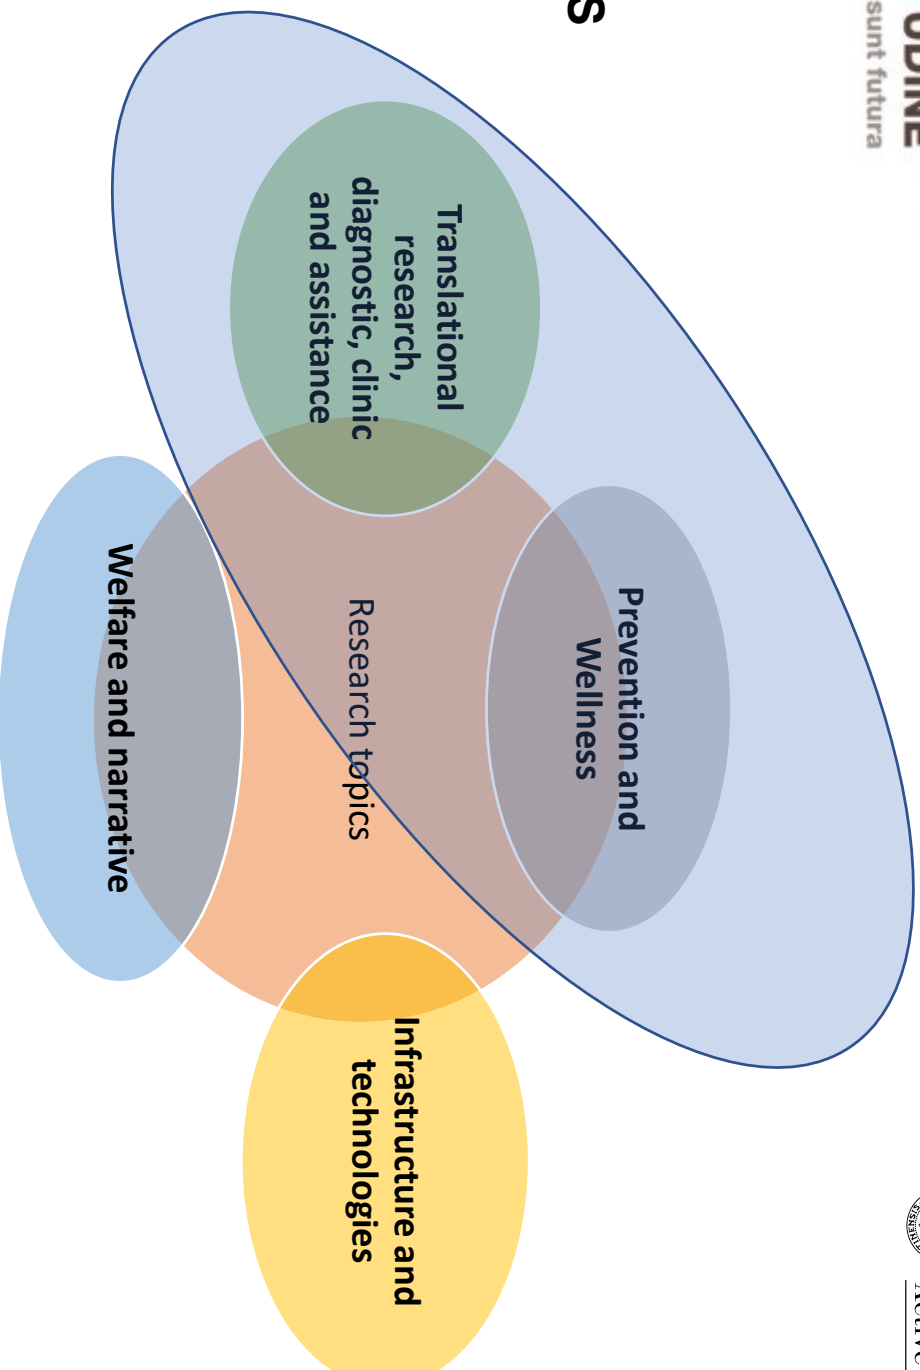 UDINE
sunt futura
s
Prevention and
Wellness
Translational
research,
diagnostic, clinic
and assistance
Research topics
Infrastructure and
technologies
Welfare and narrative